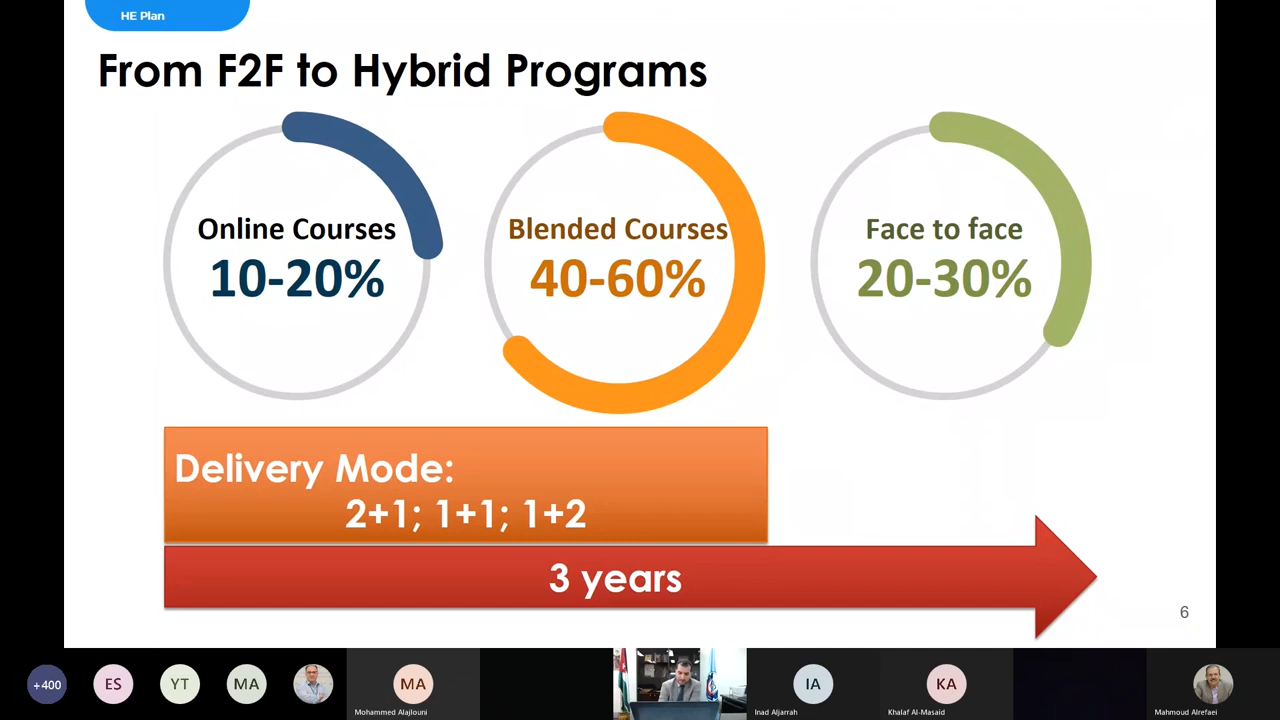 HE Plan
From F2F to Hybrid Programs
Online Courses
10-20%
Blended Courses
40-60%
Face to face
20-30%
Delivery Mode:
2+1; 1+1; 1+2
3 years
6
+400
ES
YT
MA
MA
Mohammed Alajlouni
IA
Inad Aljarrah
KA
Khalaf Al-Masaid
Mahmoud Alrefaei